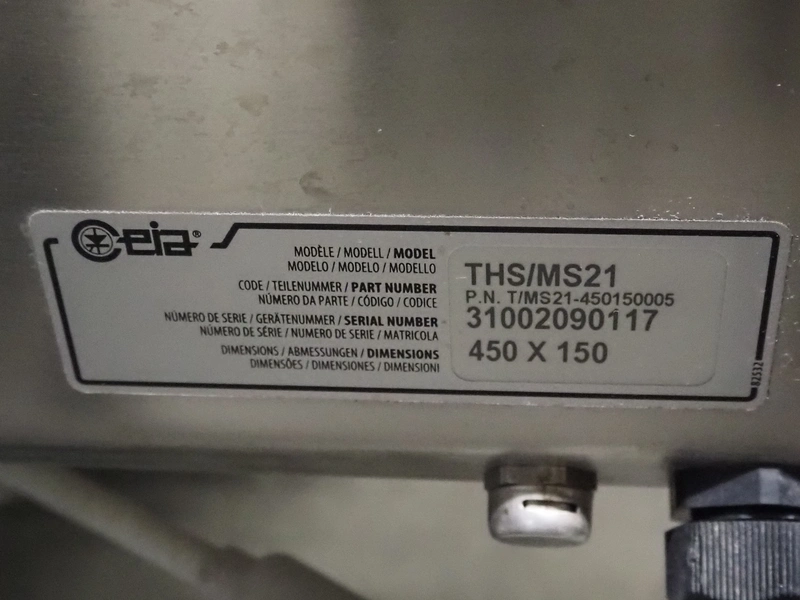 Ceia®
MODÈLE / MODELL / MODEL
MODELO / MODELO / MODELLO
THS/MS21
CODE / TEILENUMMER / PART NUMBER
NÚMERO DA PARTE / CÓDIGO / CODICE
P.N. T/MS21-450150005
NÚMERO DE SERIE / GERÄTENUMMER / SERIAL NUMBER
NÚMERO DE SÉRIE / NUMERO DE SERIE / MATRICOLA
31002090117
DIMENSIONS / ABMESSUNGEN / DIMENSIONS
DIMENSÕES / DIMENSIONES / DIMENSIONI
450 X 150
82532